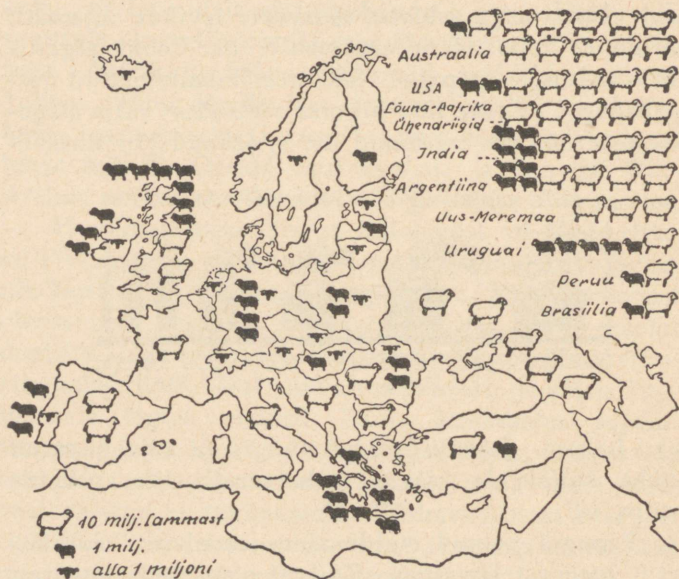 Austraalia
USA
Lõuna-Aafrika
Ühendriigid
India
Argentiina
Uus-Meremaa
Uruguai
Peruu
Brasiilia
10 milj. lammast
1 milj.
alla 1 miljoni